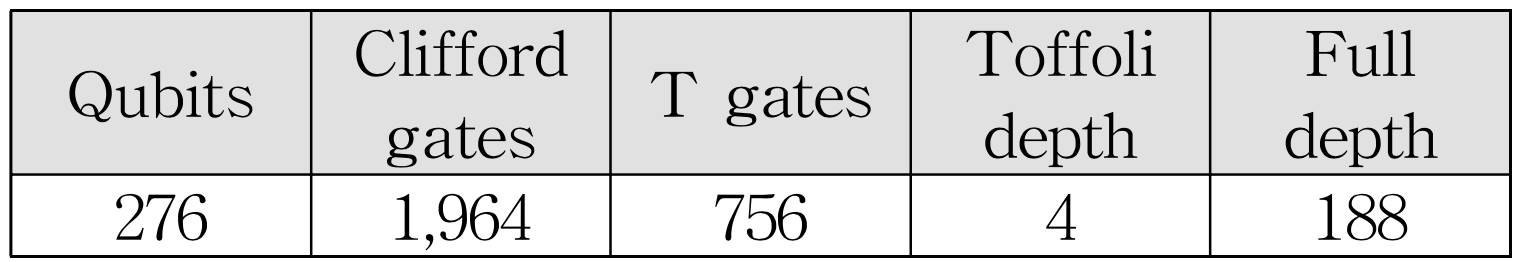 Qubits
Clifford
gates
T gates
Toffoli
depth
Full
depth
276
1,964
756
4
188